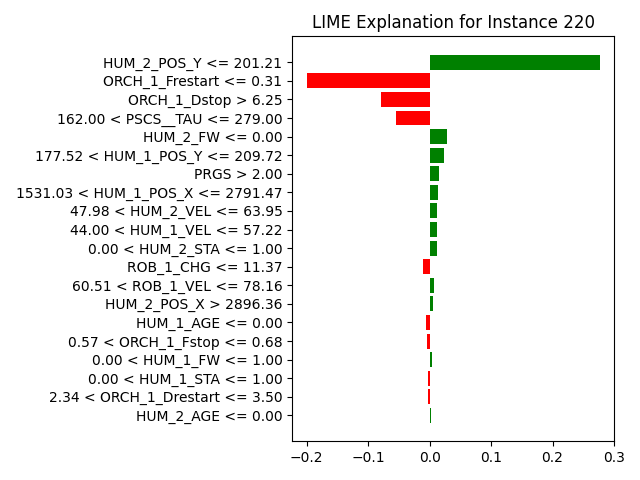 LIME Explanation for Instance 220
HUM_2_POS_Y <= 201.21
ORCH_1_Frestart <= 0.31
ORCH_1_Dstop > 6.25
162.00 < PSCS__TAU <= 279.00
HUM_2_FW <= 0.00
177.52 < HUM_1_POS_Y <= 209.72
PRGS > 2.00
1531.03 < HUM_1_POS_X <= 2791.47
47.98 < HUM_2_VEL <= 63.95
44.00 < HUM_1_VEL <= 57.22
0.00 < HUM_2_STA <= 1.00
ROB_1_CHG <= 11.37
60.51 < ROB_1_VEL <= 78.16
HUM_2_POS_X > 2896.36
HUM_1_AGE <= 0.00
0.57 < ORCH_1_Fstop <= 0.68
0.00 < HUM_1_FW <= 1.00
0.00 < HUM_1_STA <= 1.00
2.34 < ORCH_1_Drestart <= 3.50
HUM_2_AGE <= 0.00
−0.2 −0.1 0.0 0.1 0.2 0.3